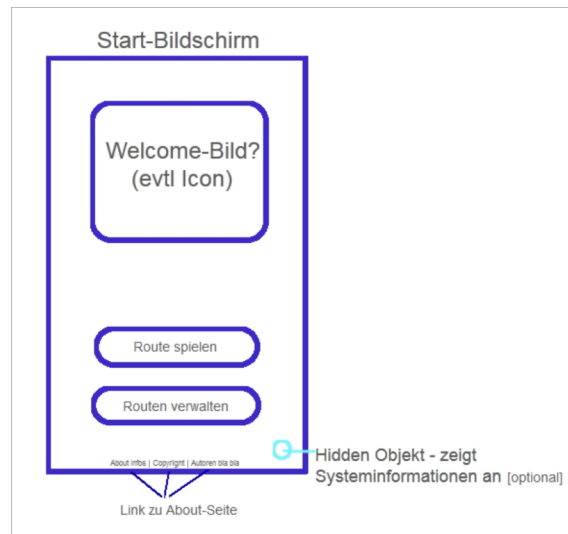 Start-Bildschirm
Welcome-Bild?
(evtl Icon)
Route spielen
Routen verwalten
About Infos | Copyright | Autoren bla bla
Hidden Objekt - zeigt
Systeminformationen an [optional]
Link zu About-Seite